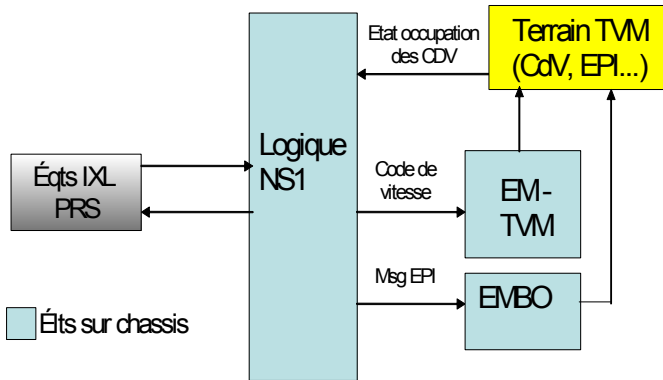 Etat occupation
des CDV
Terrain TVM
(CdV, EPI...)
Logique
NS1
Éqts IXL
PRS
Code de
vitesse
EM -
TVM
Msg EPI
EMBO
Élts sur chassis